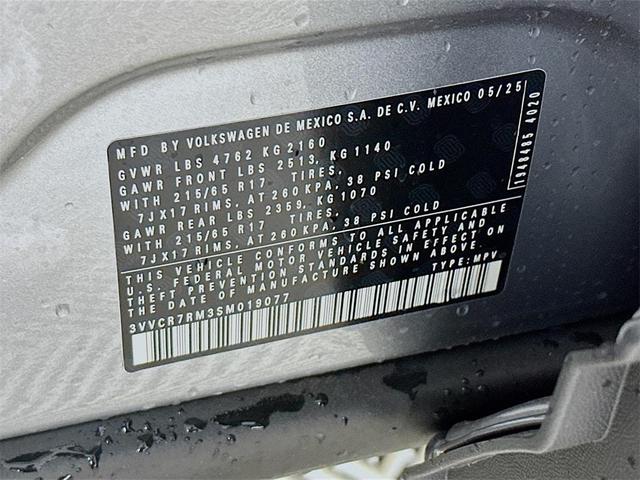 MFD BY VOLKSWAGEN DE MEXICO S.A. DE C.V. MEXICO 05/25
GVWR LBS 4762 KG 2160
GAWR FRONT LBS 2513, KG 1140
WITH 215/65 R17 TIRES,
7JX17 RIMS, AT 260 KPA, 38 PSI COLD
GAWR REAR LBS 2359, KG 1070
WITH 215/65 R17 TIRES,
7JX17 RIMS, AT 260 KPA, 38 PSI COLD
THIS VEHICLE CONFORMS TO ALL APPLICABLE
U.S. FEDERAL MOTOR VEHICLE SAFETY AND
THEFT PREVENTION STANDARDS IN EFFECT ON
DATE OF MANUFACTURE SHOWN ABOVE.
TYPE: MPV
3VVCR7RM3SM019077
1348485 4020